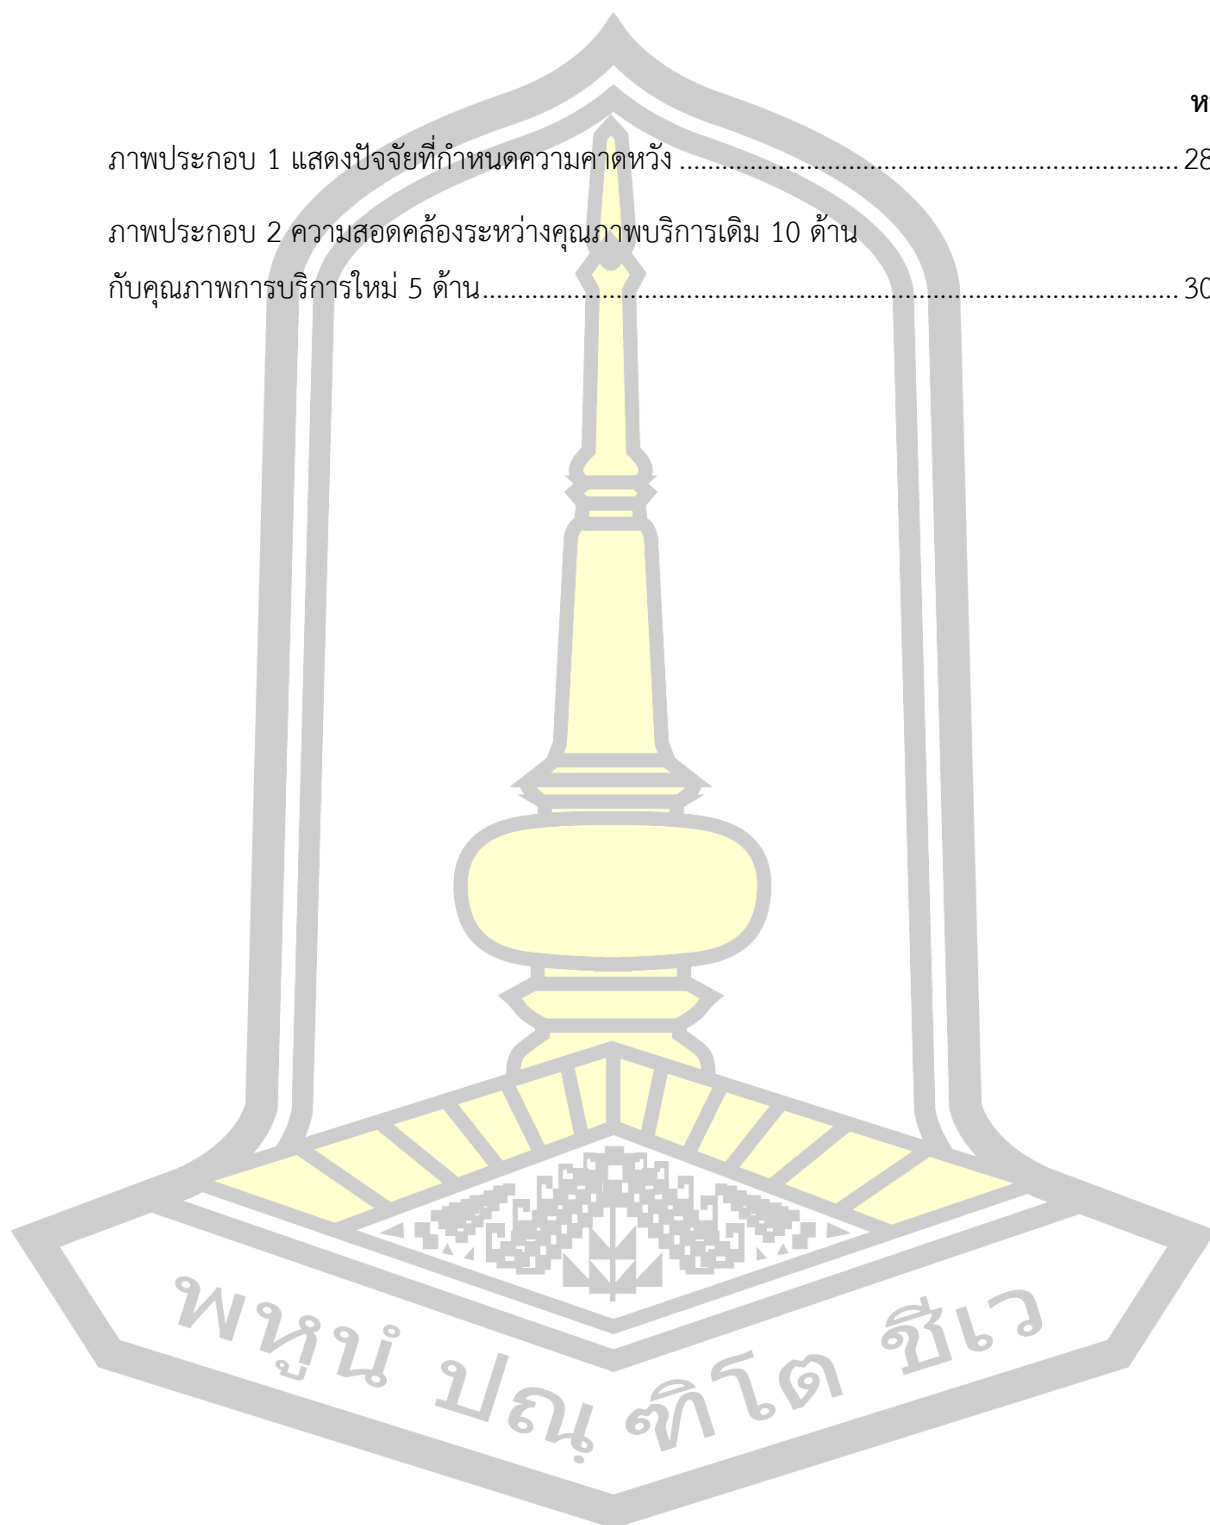 ภาพประกอบ 1 แสดงปัจจัยที่กำหนดความคาดหวัง ........................................................................... 28
ภาพประกอบ 2 ความสอดคล้องระหว่างคุณภาพบริการเดิม 10 ด้าน
กับคุณภาพการบริการใหม่ 5 ด้าน......................................................................................................... 30
พหูนํ ปณฺฑิโต ชีเว